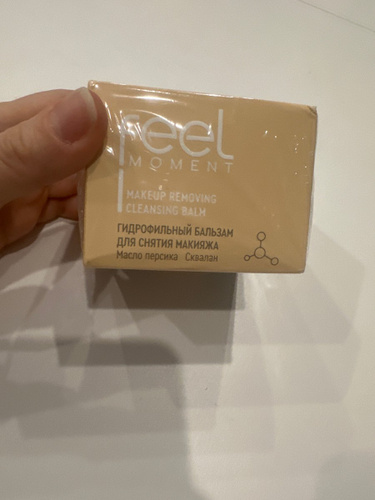 feel
MOMENT
MAKEUP REMOVING
CLEANSING BALM
ГИДРОФИЛЬНЫЙ БАЛЬЗАМ
ДЛЯ СНЯТИЯ МАКИЯЖА
Масло персика Сквалан